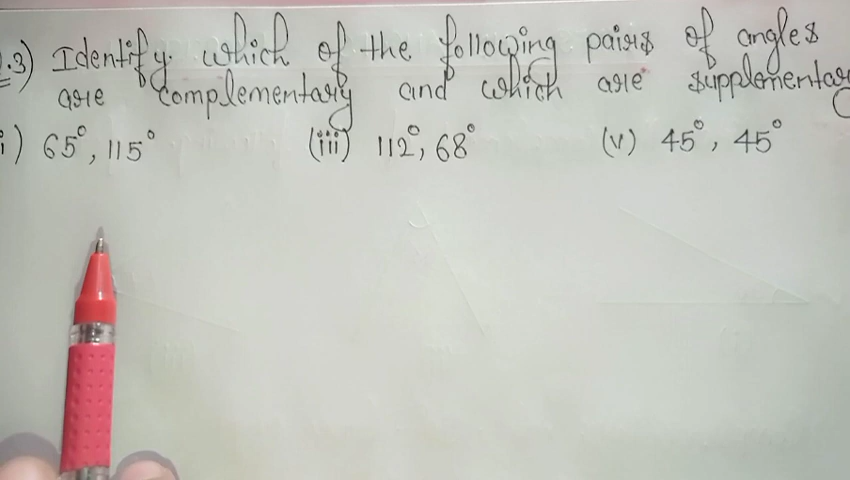 .3) Identify which of the following pairs of angles
are complementary and which are supplementar
i) 65°, 115° (iii) 112°, 68° (v) 45°, 45°